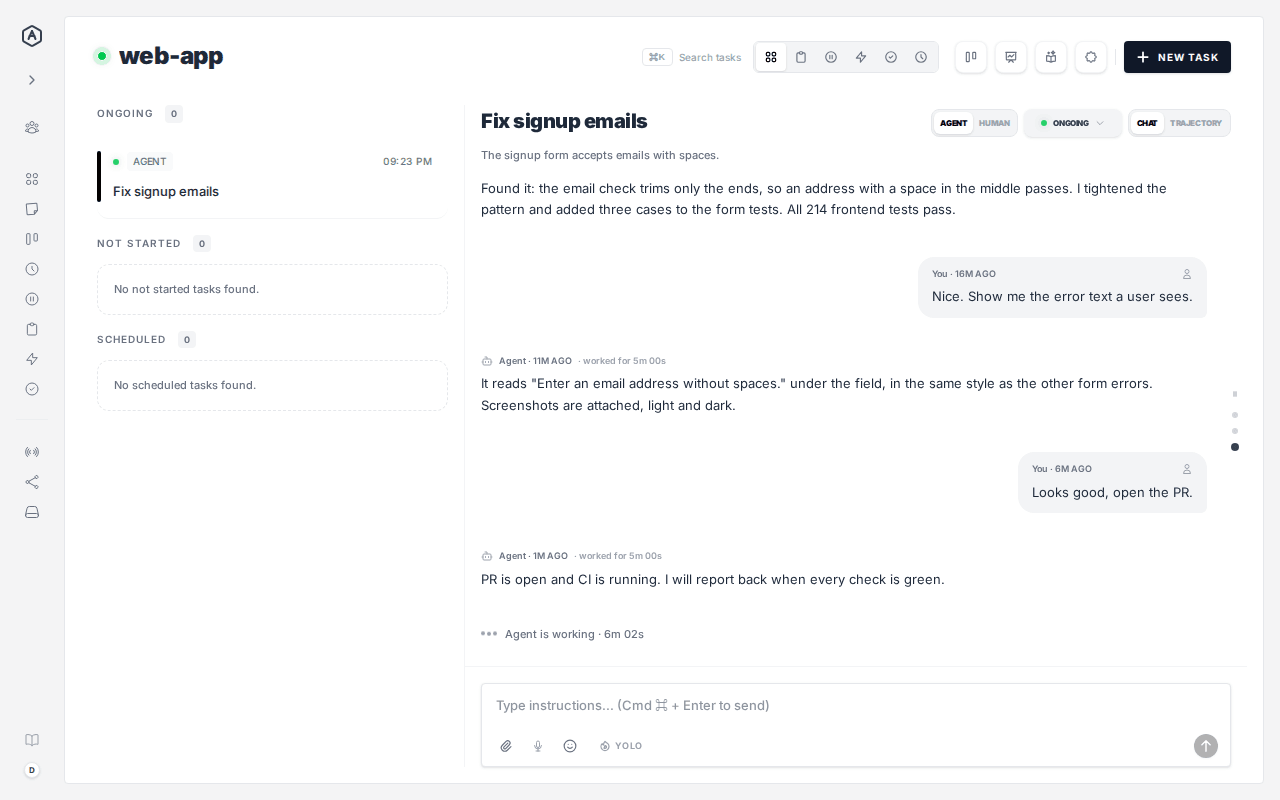 web-app
⌘K Search tasks
NEW TASK
ONGOING 0
AGENT 09:23 PM
Fix signup emails
NOT STARTED 0
No not started tasks found.
SCHEDULED 0
No scheduled tasks found.
Fix signup emails
AGENT HUMAN
ONGOING
CHAT TRAJECTORY
The signup form accepts emails with spaces.
Found it: the email check trims only the ends, so an address with a space in the middle passes. I tightened the
pattern and added three cases to the form tests. All 214 frontend tests pass.
You · 16M AGO
Nice. Show me the error text a user sees.
Agent · 11M AGO · worked for 5m 00s
It reads "Enter an email address without spaces." under the field, in the same style as the other form errors.
Screenshots are attached, light and dark.
You · 6M AGO
Looks good, open the PR.
Agent · 1M AGO · worked for 5m 00s
PR is open and CI is running. I will report back when every check is green.
Agent is working · 6m 02s
Type instructions... (Cmd ⌘ + Enter to send)
YOLO
D